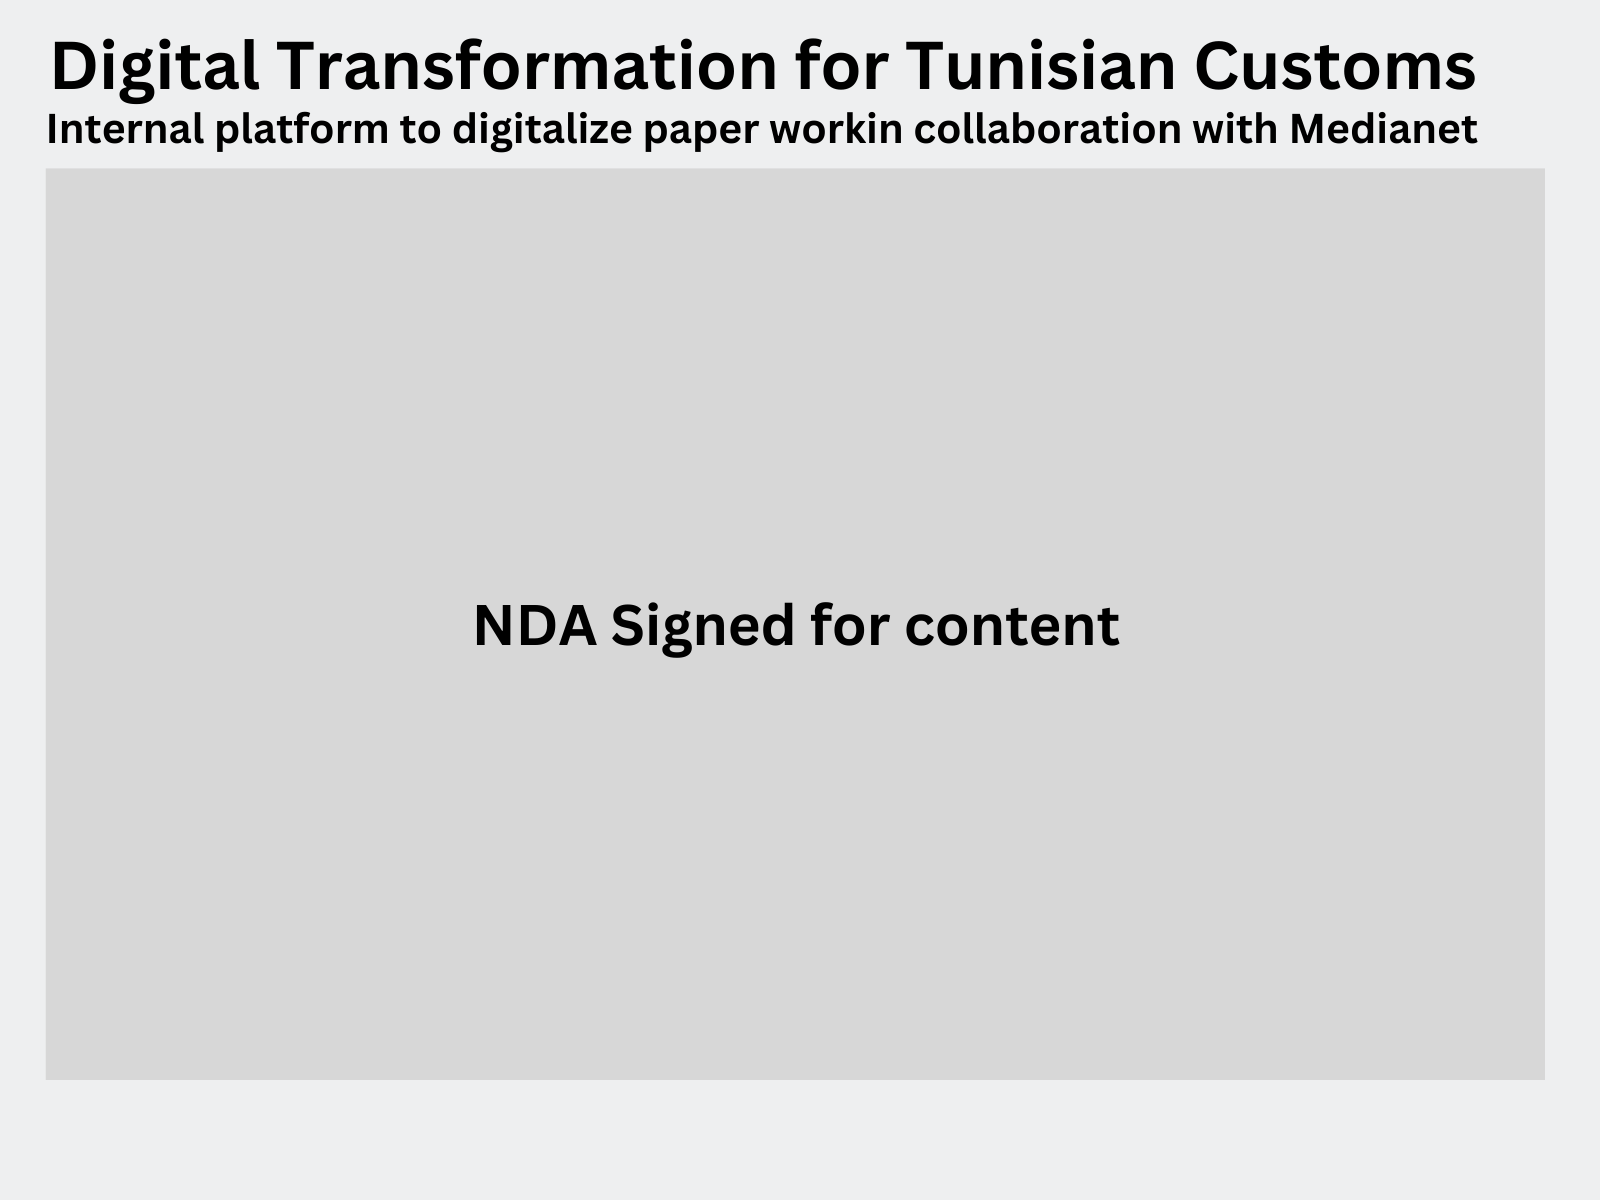 Digital Transformation for Tunisian Customs
Internal platform to digitalize paper workin collaboration with Medianet
NDA Signed for content